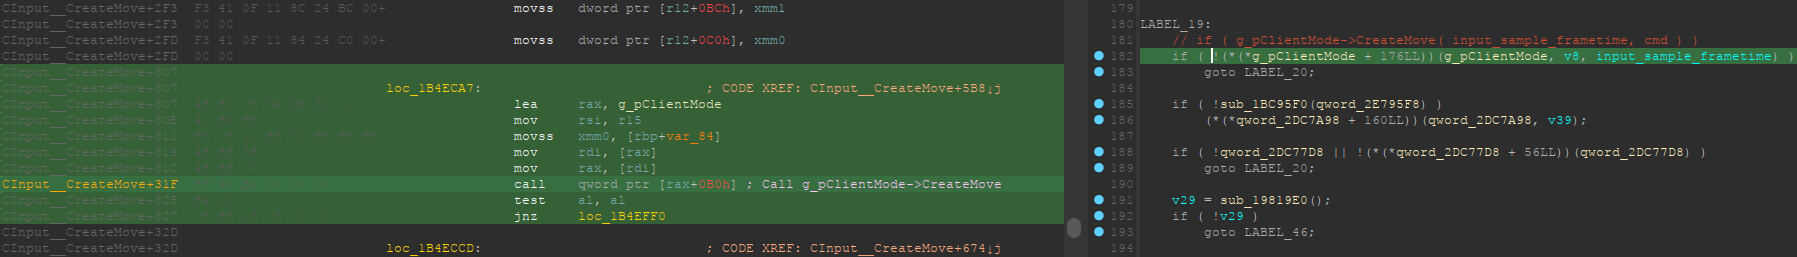 CInput__CreateMove+2F3 F3 41 0F 11 8C 24 BC 00+ movss dword ptr [r12+0BCh], xmm1
CInput__CreateMove+2F3 00 00
CInput__CreateMove+2FD F3 41 0F 11 84 24 C0 00+ movss dword ptr [r12+0C0h], xmm0
CInput__CreateMove+2FD 00 00
CInput__CreateMove+307
CInput__CreateMove+307 loc_1B4ECA7: ; CODE XREF: CInput__CreateMove+5B8↓j
CInput__CreateMove+307 lea rax, g_pClientMode
CInput__CreateMove+30E mov rsi, r15
CInput__CreateMove+311 movss xmm0, [rbp+var_84]
CInput__CreateMove+319 mov rdi, [rax]
CInput__CreateMove+31C mov rax, [rdi]
CInput__CreateMove+31F call qword ptr [rax+0B0h] ; Call g_pClientMode->CreateMove
CInput__CreateMove+325 test al, al
CInput__CreateMove+327 jnz loc_1B4EFF0
CInput__CreateMove+32D
CInput__CreateMove+32D loc_1B4ECCD: ; CODE XREF: CInput__CreateMove+674↓j
179
180 LABEL_19:
181 // if ( g_pClientMode->CreateMove( input_sample_frametime, cmd ) )
182 if ( !(*(*g_pClientMode + 176LL))(g_pClientMode, v8, input_sample_frametime) )
183 goto LABEL_20;
184
185 if ( !sub_1BC95F0(qword_2E795F8) )
186 (*(*qword_2DC7A98 + 160LL))(qword_2DC7A98, v39);
187
188 if ( !qword_2DC77D8 || !(*(*qword_2DC77D8 + 56LL))(qword_2DC77D8) )
189 goto LABEL_20;
190
191 v29 = sub_19819E0();
192 if ( !v29 )
193 goto LABEL_46;
194